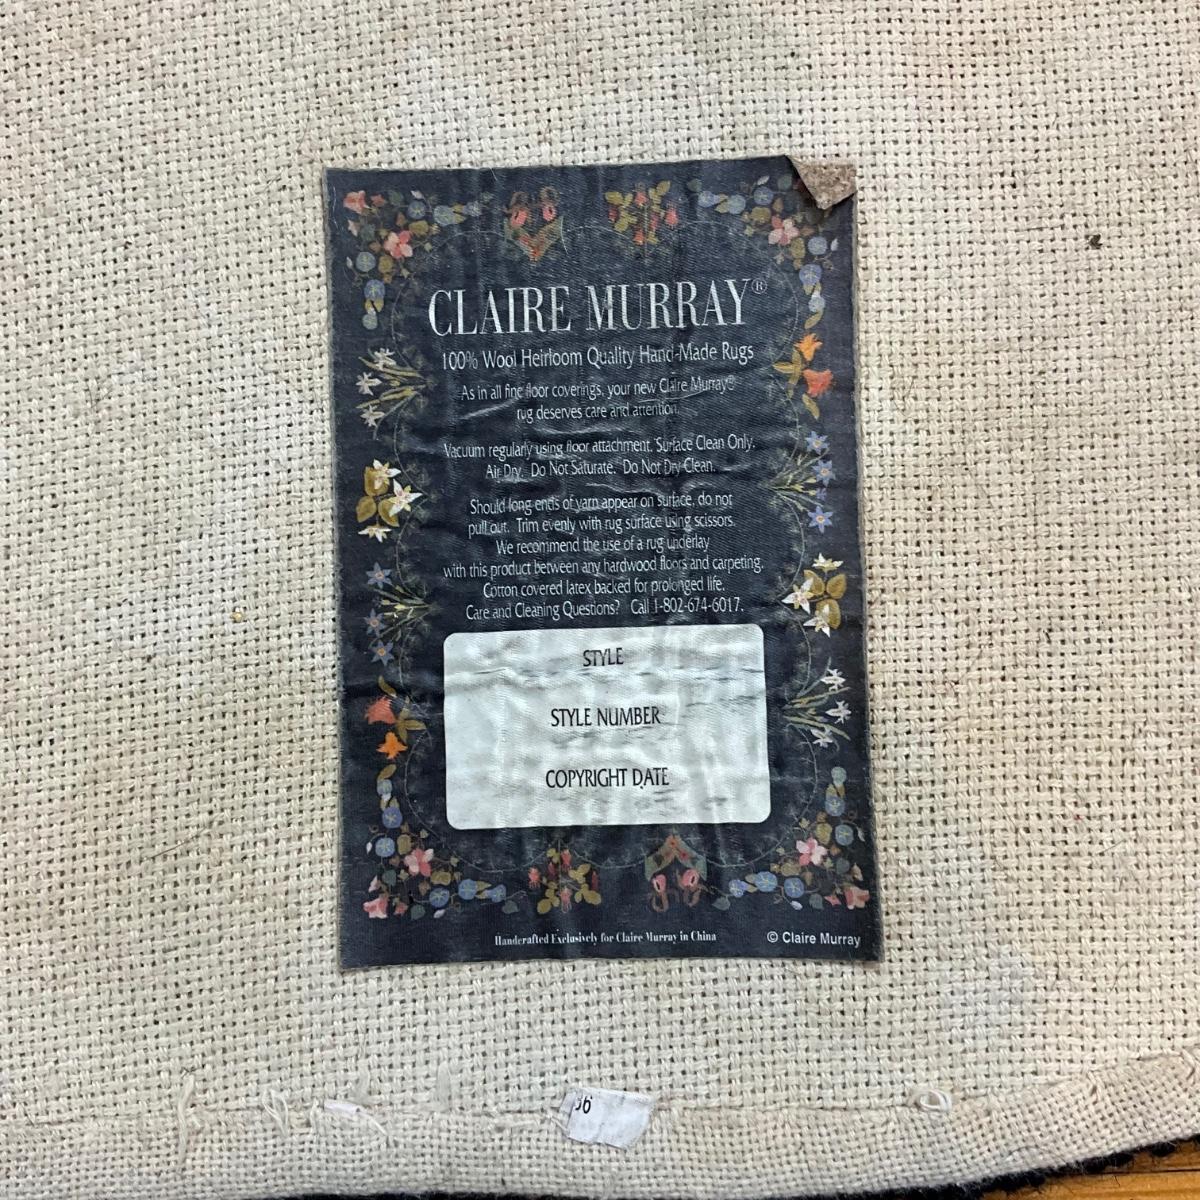 CLAIRE MURRAY®
100% Wool Heirloom Quality Hand-Made Rugs
As in all fine floor coverings, your new Claire Murray®
rug deserves care and attention.
Vacuum regularly using floor attachment. Surface Clean Only.
Air Dry. Do Not Saturate. Do Not Dry Clean.
Should long ends of yarn appear on surface, do not
pull out. Trim evenly with rug surface using scissors.
We recommend the use of a rug underlay
with this product between any hardwood floors and carpeting.
Cotton covered latex backed for prolonged life.
Care and Cleaning Questions? Call 1-802-674-6017.
STYLE
STYLE NUMBER
COPYRIGHT DATE
Handcrafted Exclusively for Claire Murray in China
© Claire Murray